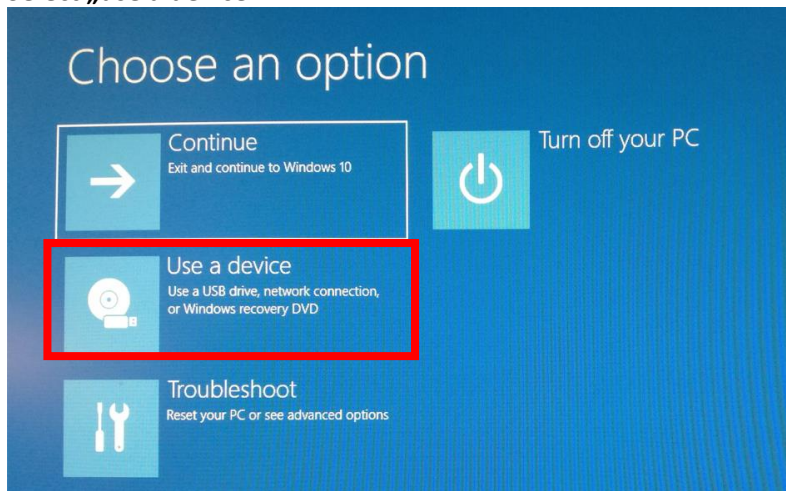 Choose an option
Continue
Exit and continue to Windows 10
Turn off your PC
Use a device
Use a USB drive, network connection,
or Windows recovery DVD
Troubleshoot
Reset your PC or see advanced options